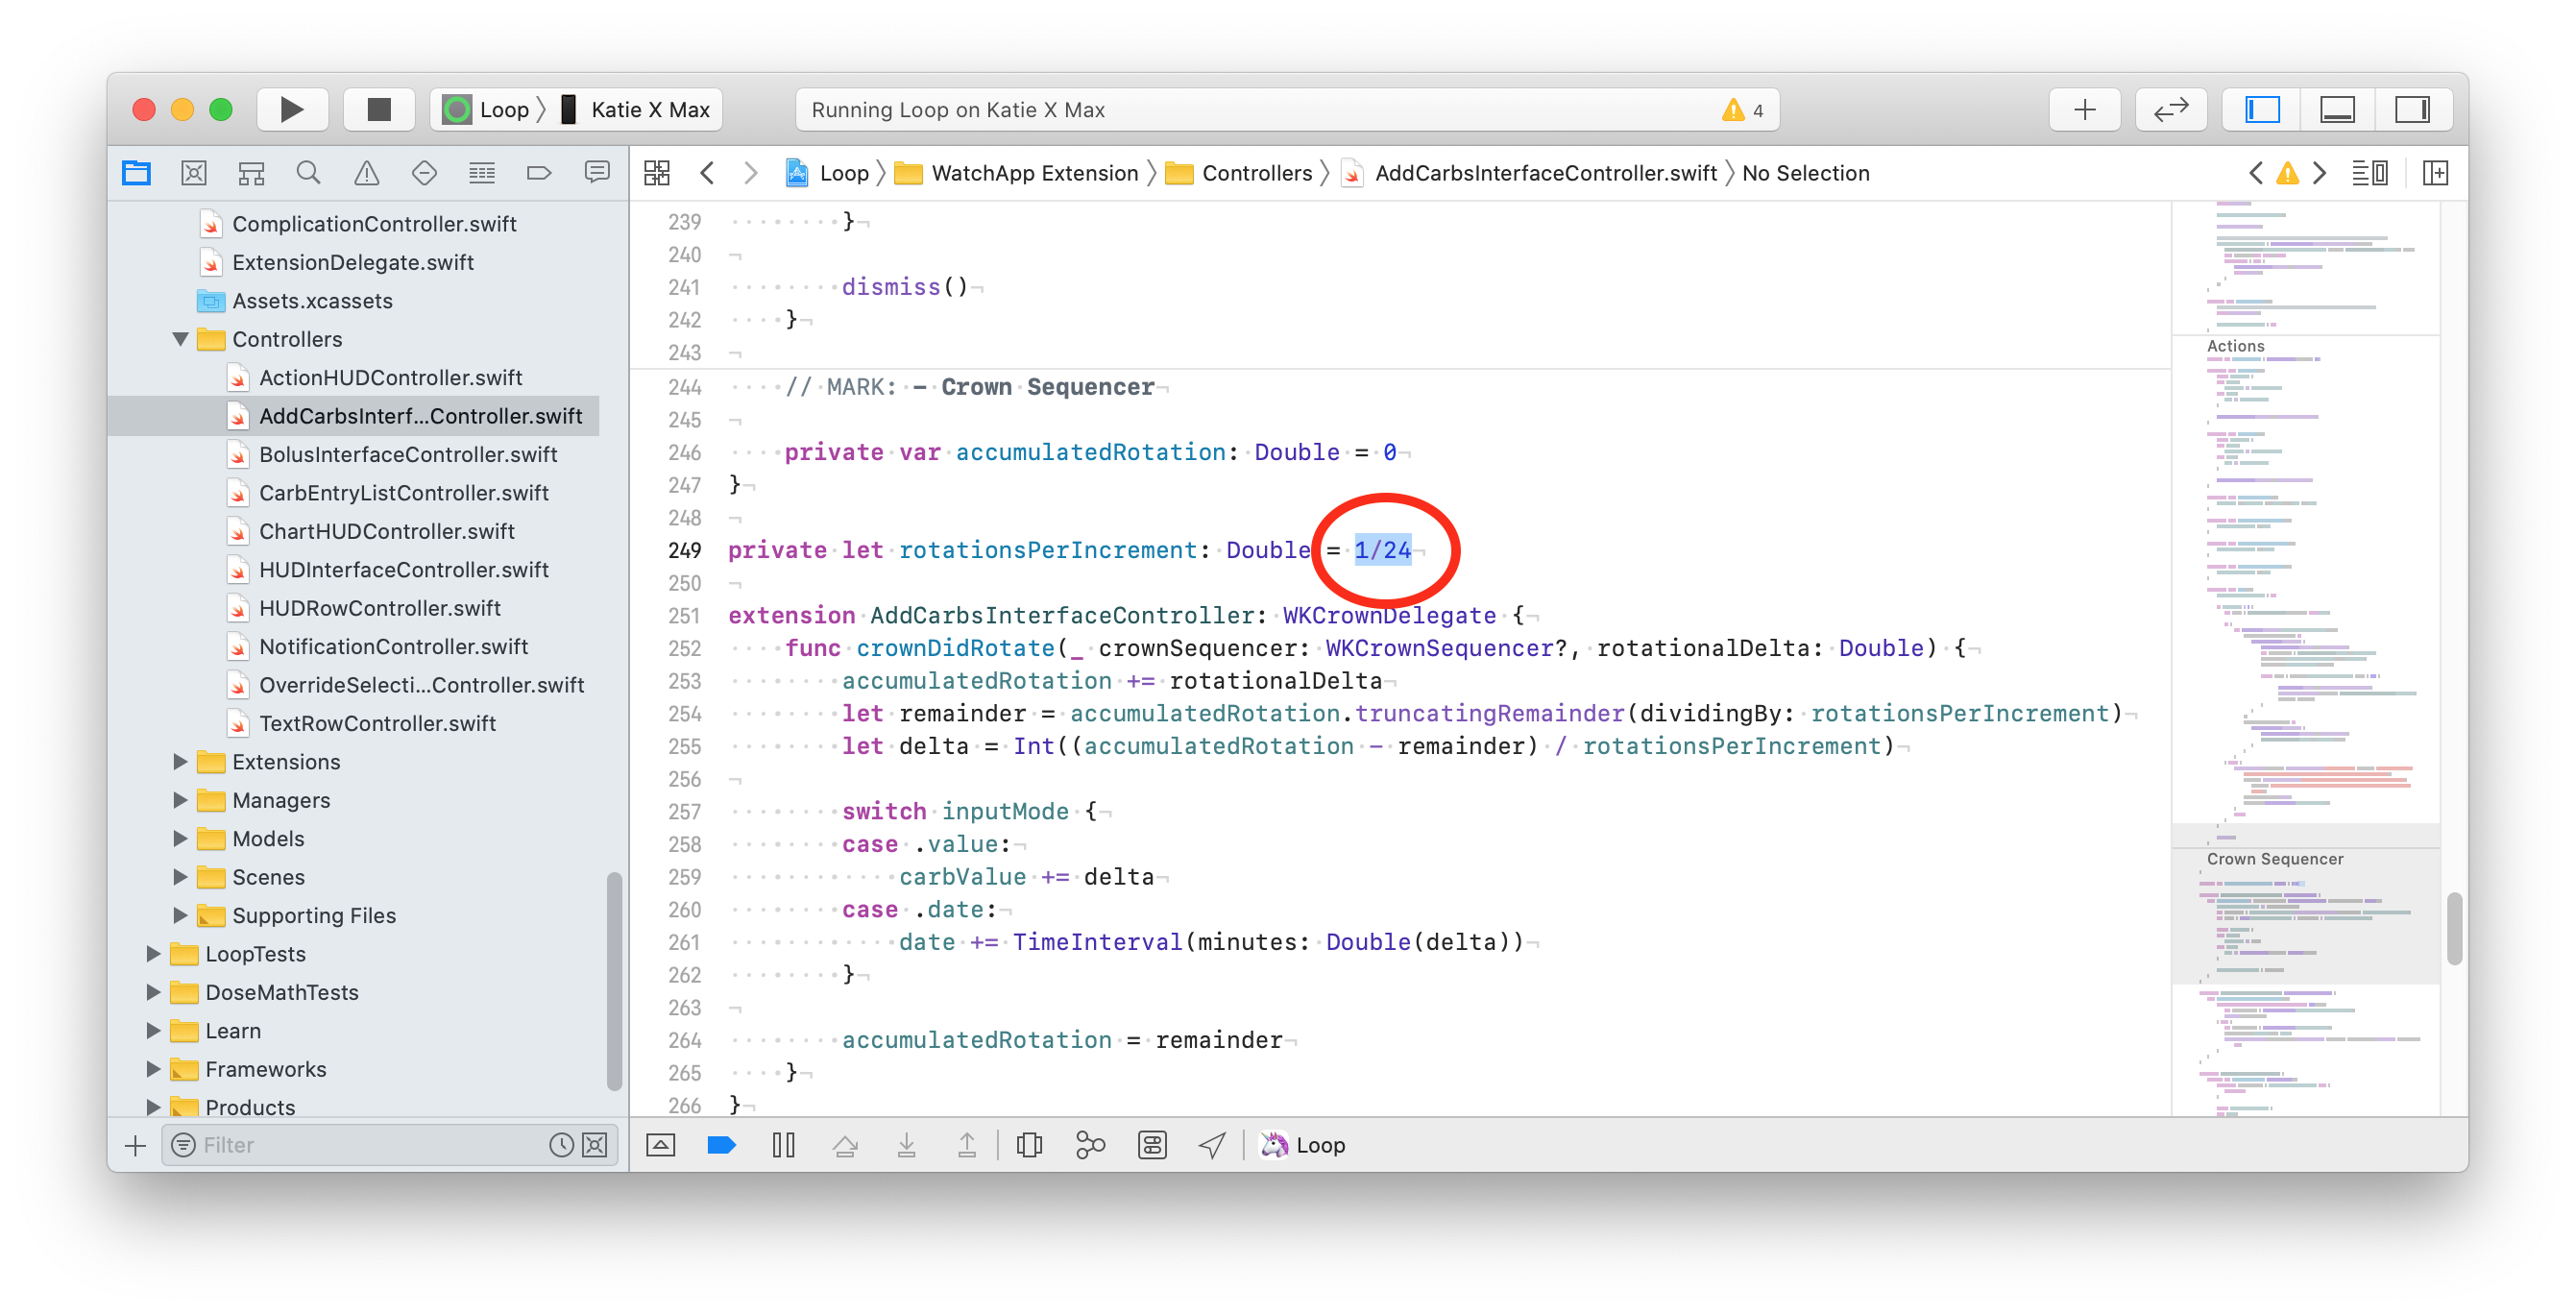 Loop 〉 Katie X Max
Running Loop on Katie X Max
4
Loop 〉 WatchApp Extension 〉 Controllers 〉 AddCarbsInterfaceController.swift 〉 No Selection
ComplicationController.swift
ExtensionDelegate.swift
Assets.xcassets
Controllers
ActionHUDController.swift
AddCarbsInterf...Controller.swift
BolusInterfaceController.swift
CarbEntryListController.swift
ChartHUDController.swift
HUDInterfaceController.swift
HUDRowController.swift
NotificationController.swift
OverrideSelecti...Controller.swift
TextRowController.swift
Extensions
Managers
Models
Scenes
Supporting Files
LoopTests
DoseMathTests
Learn
Frameworks
Products
Filter
239         }
240
241         dismiss()
242     }
243
244     // MARK: - Crown Sequencer
245
246     private var accumulatedRotation: Double = 0
247 }
248
249 private let rotationsPerIncrement: Double = 1/24
250
251 extension AddCarbsInterfaceController: WKCrownDelegate {
252     func crownDidRotate(_ crownSequencer: WKCrownSequencer?, rotationalDelta: Double) {
253         accumulatedRotation += rotationalDelta
254         let remainder = accumulatedRotation.truncatingRemainder(dividingBy: rotationsPerIncrement)
255         let delta = Int((accumulatedRotation - remainder) / rotationsPerIncrement)
256
257         switch inputMode {
258         case .value:
259             carbValue += delta
260         case .date:
261             date += TimeInterval(minutes: Double(delta))
262         }
263
264         accumulatedRotation = remainder
265     }
266 }
Actions
Crown Sequencer
Loop